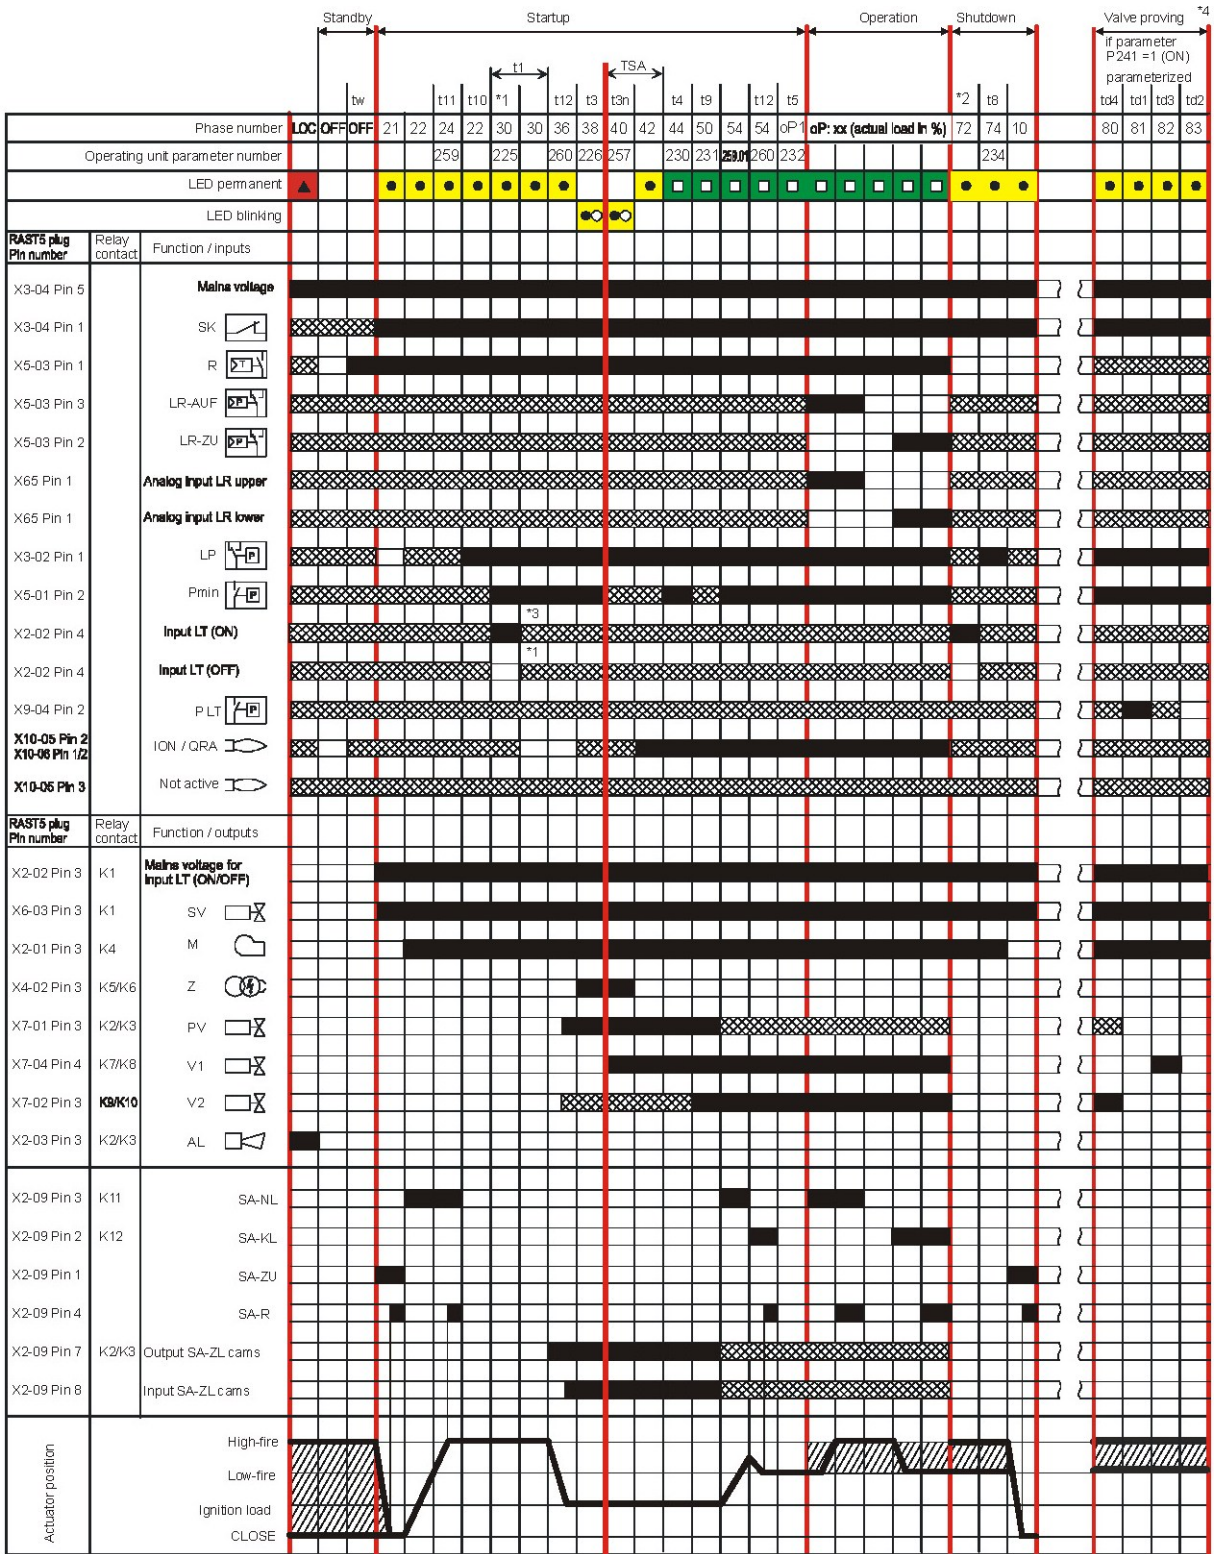 Standby Startup Operation Shutdown Valve proving *4
if parameter
P241 =1 (ON)
parameterized
t1 TSA
tw t11 t10 *1 t12 t3 t3n t4 t9 t12 t5 *2 t8 td4 td1 td3 td2
Phase number LOC OFF OFF 21 22 24 22 30 30 36 38 40 42 44 50 54 54 oP1 oP: xx (actual load in %) 72 74 10 80 81 82 83
Operating unit parameter number 259 225 260 226 257 230 231 259.01 260 232 234
LED permanent
LED blinking
RAST5 plug Pin number Relay contact Function / inputs
X3-04 Pin 5 Mains voltage
X3-04 Pin 1 SK
X5-03 Pin 1 R T
X5-03 Pin 3 LR-AUF P
X5-03 Pin 2 LR-ZU P
X65 Pin 1 Analog input LR upper
X65 Pin 1 Analog input LR lower
X3-02 Pin 1 LP P
X5-01 Pin 2 Pmin P
*3
X2-02 Pin 4 Input LT (ON)
*1
X2-02 Pin 4 Input LT (OFF)
X9-04 Pin 2 P LT P
X10-05 Pin 2
X10-06 Pin 1/2 ION / QRA
X10-05 Pin 3 Not active
RAST5 plug Pin number Relay contact Function / outputs
X2-02 Pin 3 K1 Mains voltage for Input LT (ON/OFF)
X6-03 Pin 3 K1 SV
X2-01 Pin 3 K4 M
X4-02 Pin 3 K5/K6 Z
X7-01 Pin 3 K2/K3 PV
X7-04 Pin 4 K7/K8 V1
X7-02 Pin 3 K9/K10 V2
X2-03 Pin 3 K2/K3 AL
X2-09 Pin 3 K11 SA-NL
X2-09 Pin 2 K12 SA-KL
X2-09 Pin 1 SA-ZU
X2-09 Pin 4 SA-R
X2-09 Pin 7 K2/K3 Output SA-ZL cams
X2-09 Pin 8 Input SA-ZL cams
Actuator position
High-fire
Low-fire
Ignition load
CLOSE